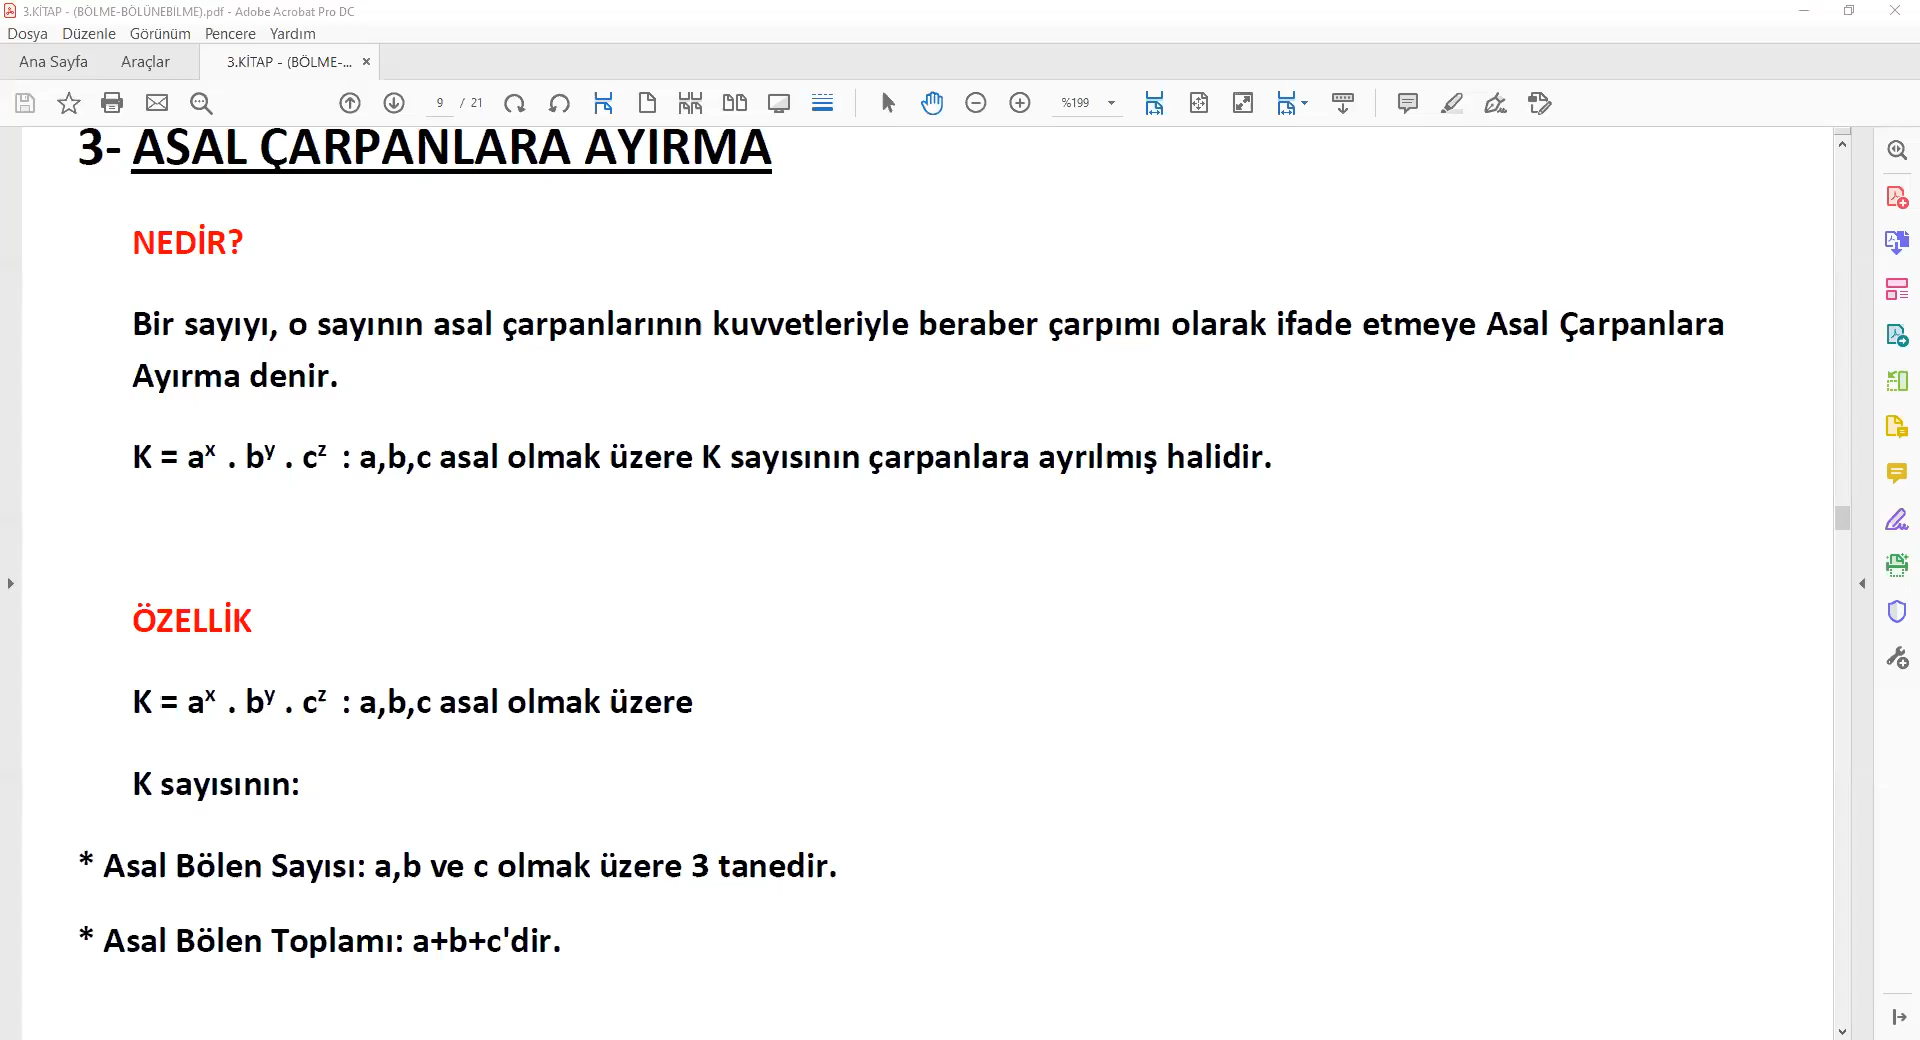 3.KİTAP - (BÖLME-BÖLÜNEBILME).pdf - Adobe Acrobat Pro DC
Dosya Düzenle Görünüm Pencere Yardım
Ana Sayfa Araçlar 3.KİTAP - (BÖLME-... ×
9 / 21 %199
3- ASAL ÇARPANLARA AYIRMA
NEDİR?
Bir sayıyı, o sayının asal çarpanlarının kuvvetleriyle beraber çarpımı olarak ifade etmeye Asal Çarpanlara
Ayırma denir.
K = aˣ . bʸ . cᶻ : a,b,c asal olmak üzere K sayısının çarpanlara ayrılmış halidir.
ÖZELLİK
K = aˣ . bʸ . cᶻ : a,b,c asal olmak üzere
K sayısının:
* Asal Bölen Sayısı: a,b ve c olmak üzere 3 tanedir.
* Asal Bölen Toplamı: a+b+c'dir.